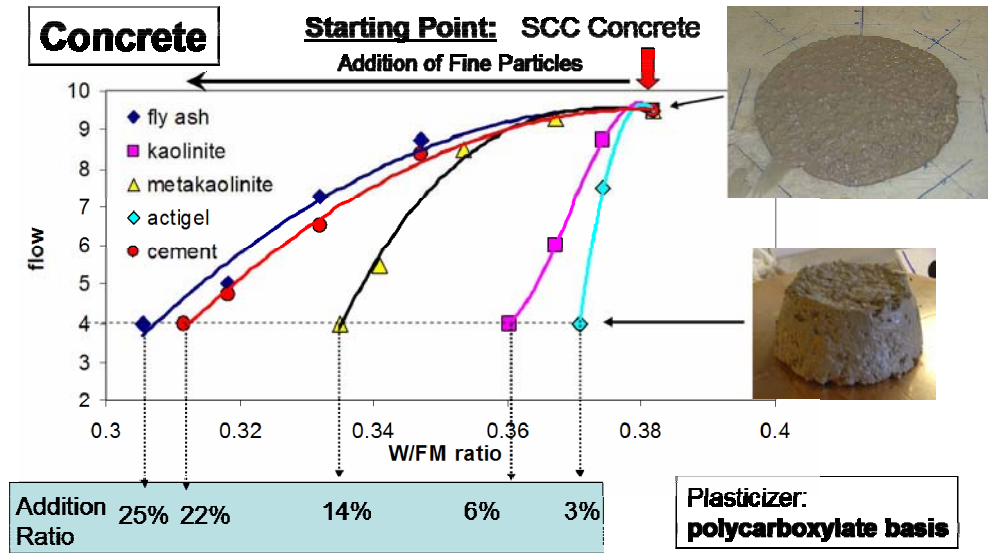 Concrete
Starting Point: SCC Concrete
Addition of Fine Particles
fly ash
kaolinite
metakaolinite
actigel
cement
flow
10
9
8
7
6
5
4
3
2
0.3 0.32 0.34 0.36 0.38 0.4
W/FM ratio
Addition
Ratio
25% 22% 14% 6% 3%
Plasticizer:
polycarboxylate basis